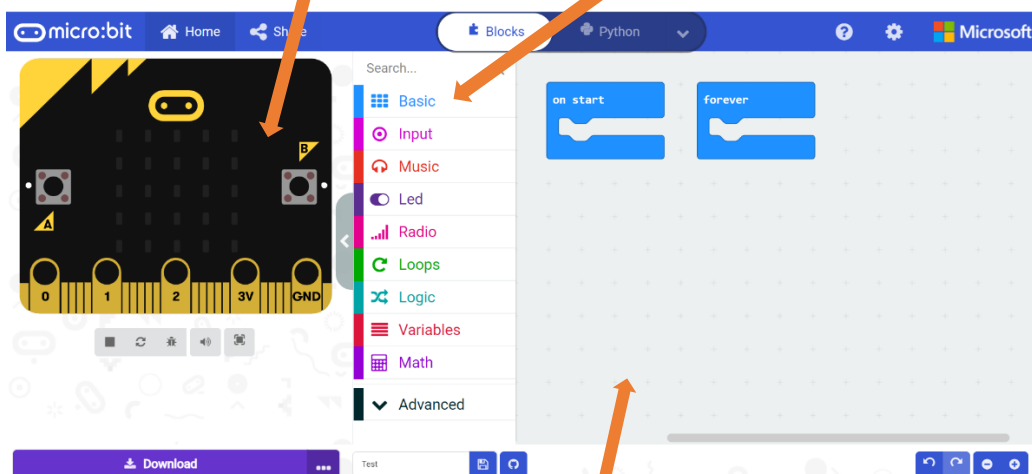 micro:bit Home Share Blocks Python ? Microsoft
Search...
Basic
Input
Music
Led
Radio
Loops
Logic
Variables
Math
Advanced
on start forever
B
A
0 1 2 3V GND
Download ... Test